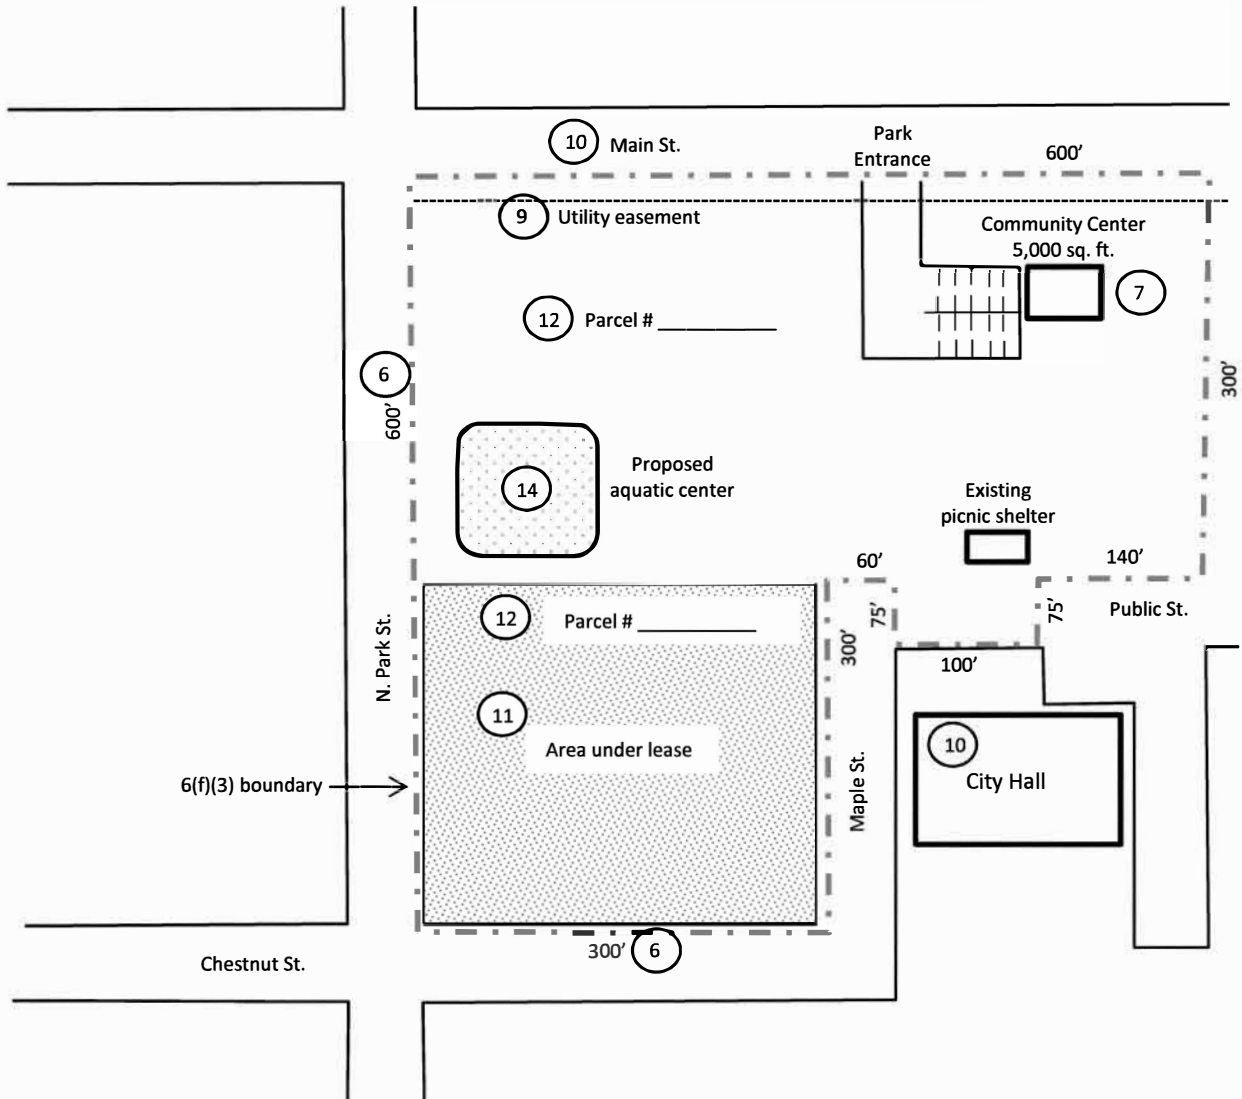 10 Main St.
Park
Entrance
600’
9 Utility easement
Community Center
5,000 sq. ft.
7
12 Parcel # ____________
6
600’
300’
14
Proposed
aquatic center
Existing
picnic shelter
60’
140’
75’
75’
Public St.
12 Parcel # ____________
300’
100’
N. Park St.
11
Area under lease
10
City Hall
6(f)(3) boundary
Maple St.
300’ 6
Chestnut St.